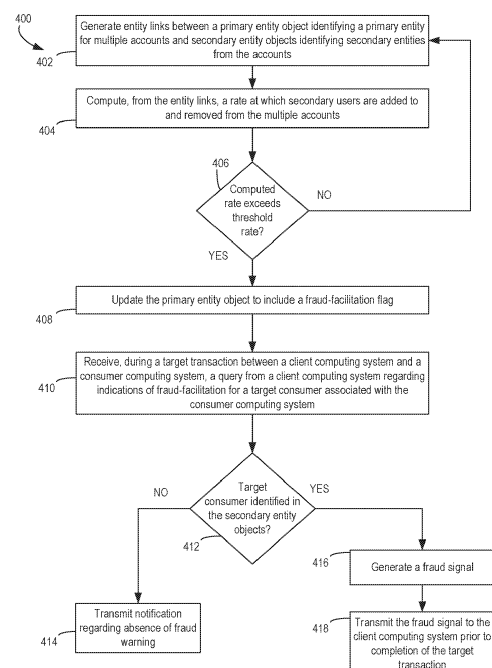 400
Generate entity links between a primary entity object identifying a primary entity
for multiple accounts and secondary entity objects identifying secondary entities
from the accounts
402
Compute, from the entity links, a rate at which secondary users are added to
and removed from the multiple accounts
404
406
Computed
rate exceeds
threshold
rate?
NO
YES
Update the primary entity object to include a fraud-facilitation flag
408
Receive, during a target transaction between a client computing system and a
consumer computing system, a query from a client computing system regarding
indications of fraud-facilitation for a target consumer associated with the
consumer computing system
410
NO
Target
consumer identified in
the secondary entity
objects?
YES
412
416
Generate a fraud signal
Transmit notification
regarding absence of fraud
warning
414
418
Transmit the fraud signal to the
client computing system prior to
completion of the target
transaction